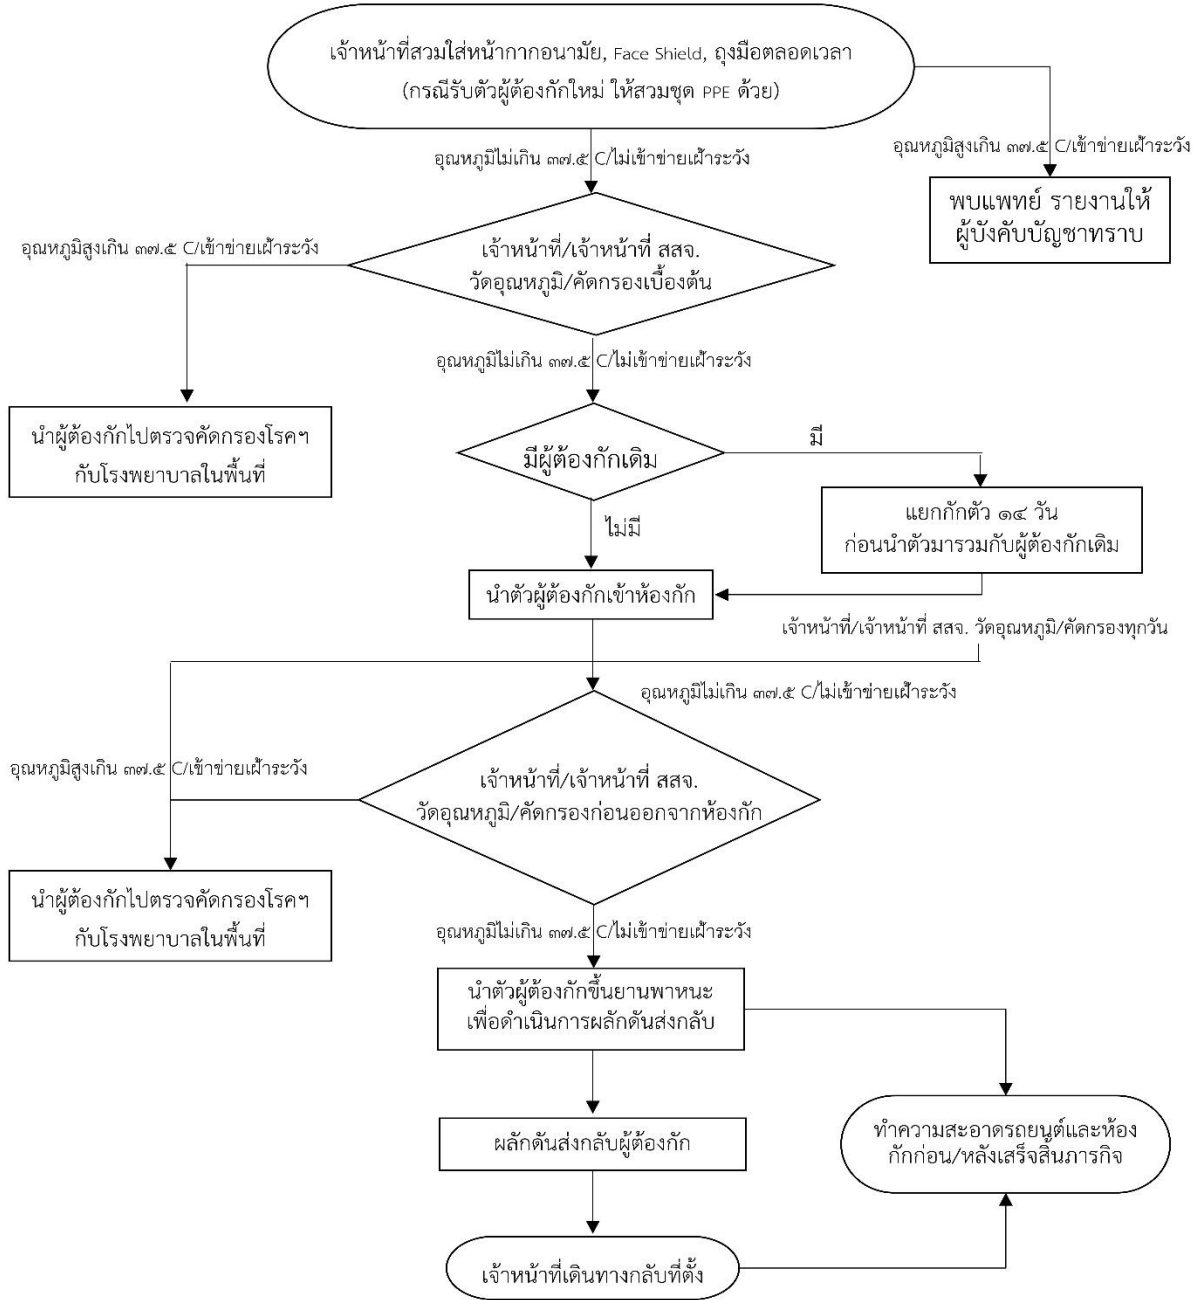 เจ้าหน้าที่สวมใส่หน้ากากอนามัย, Face Shield, ถุงมือตลอดเวลา
(กรณีรับตัวผู้ต้องกักใหม่ ให้สวมชุด PPE ด้วย)
อุณหภูมิไม่เกิน ๓๗.๕ C/ไม่เข้าข่ายเฝ้าระวัง
อุณหภูมิสูงเกิน ๓๗.๕ C/เข้าข่ายเฝ้าระวัง
พบแพทย์ รายงานให้
ผู้บังคับบัญชาทราบ
อุณหภูมิสูงเกิน ๓๗.๕ C/เข้าข่ายเฝ้าระวัง
เจ้าหน้าที่/เจ้าหน้าที่ สสจ.
วัดอุณหภูมิ/คัดกรองเบื้องต้น
อุณหภูมิไม่เกิน ๓๗.๕ C/ไม่เข้าข่ายเฝ้าระวัง
นำผู้ต้องกักไปตรวจคัดกรองโรคฯ
กับโรงพยาบาลในพื้นที่
มีผู้ต้องกักเดิม
มี
ไม่มี
แยกกักตัว ๑๔ วัน
ก่อนนำตัวมารวมกับผู้ต้องกักเดิม
นำตัวผู้ต้องกักเข้าห้องกัก
เจ้าหน้าที่/เจ้าหน้าที่ สสจ. วัดอุณหภูมิ/คัดกรองทุกวัน
อุณหภูมิไม่เกิน ๓๗.๕ C/ไม่เข้าข่ายเฝ้าระวัง
อุณหภูมิสูงเกิน ๓๗.๕ C/เข้าข่ายเฝ้าระวัง
เจ้าหน้าที่/เจ้าหน้าที่ สสจ.
วัดอุณหภูมิ/คัดกรองก่อนออกจากห้องกัก
นำผู้ต้องกักไปตรวจคัดกรองโรคฯ
กับโรงพยาบาลในพื้นที่
อุณหภูมิไม่เกิน ๓๗.๕ C/ไม่เข้าข่ายเฝ้าระวัง
นำตัวผู้ต้องกักขึ้นยานพาหนะ
เพื่อดำเนินการผลักดันส่งกลับ
ผลักดันส่งกลับผู้ต้องกัก
ทำความสะอาดรถยนต์และห้อง
กักก่อน/หลังเสร็จสิ้นภารกิจ
เจ้าหน้าที่เดินทางกลับที่ตั้ง